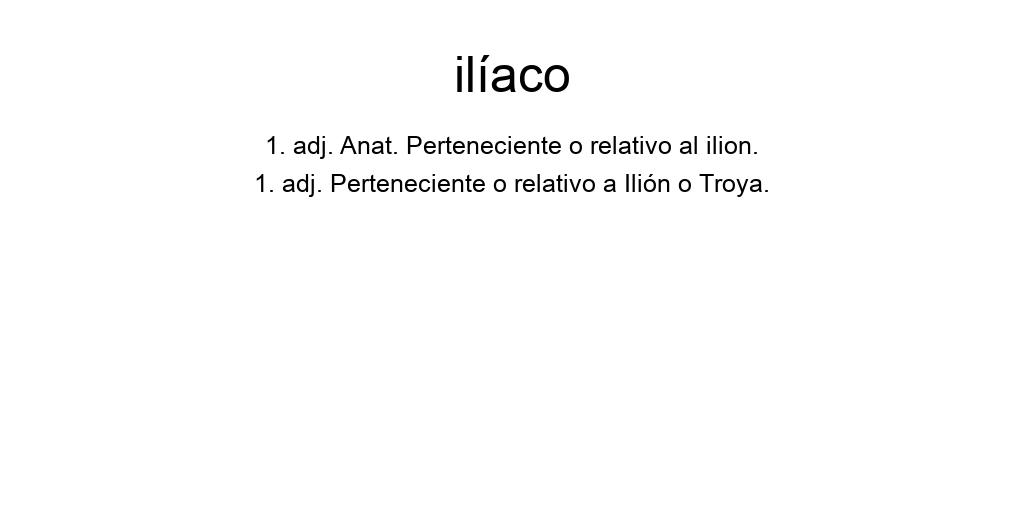 ilíaco
1. adj. Anat. Perteneciente o relativo al ilion.
1. adj. Perteneciente o relativo a Ilión o Troya.